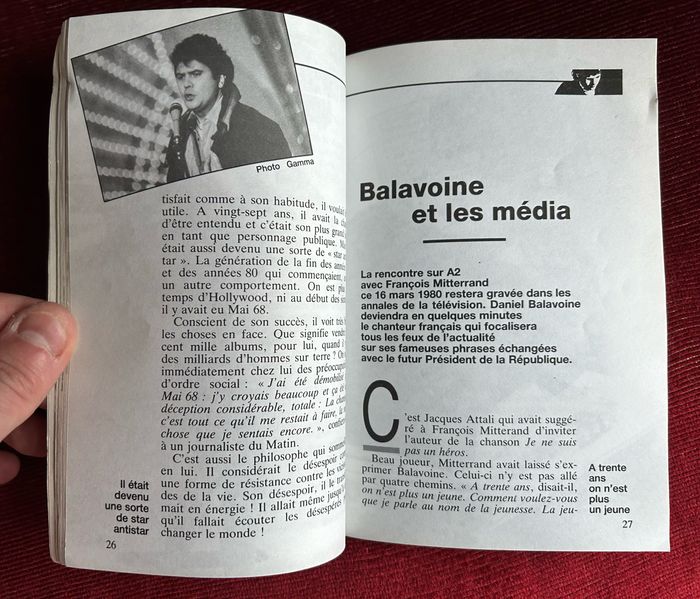 Photo Gamma
tisfait comme à son habitude, il voulait
utile. A vingt-sept ans, il avait la
d'être entendu et c'était son plus grand
en tant que personnage publique.
était aussi devenu une sorte de « star
tar ». La génération de la fin des années
et des années 80 qui commençaient,
un autre comportement. On est plus
temps d'Hollywood, ni au début des
il y avait eu Mai 68.
Conscient de son succès, il voit très
les choses en face. Que signifie vendre
cent mille albums, pour lui, quand il
des milliards d'hommes sur terre ?
immédiatement chez lui des préoccup
d'ordre social : « J'ai été démobilisé
Mai 68 : j'y croyais beaucoup et ça
déception considérable, totale : La
c'est tout ce qu'il me restait à faire, la
chose que je sentais encore. »,
à un journaliste du Matin.
C'est aussi le philosophe qui
en lui. Il considérait le désespoir
une forme de résistance contre les
des de la vie. Son désespoir, il le
mait en énergie ! Il allait même jusqu'
qu'il fallait écouter les désespérés
changer le monde !
Il était
devenu
une sorte
de star
antistar
26
Balavoine
et les média
La rencontre sur A2
avec François Mitterrand
ce 16 mars 1980 restera gravée dans les
annales de la télévision. Daniel Balavoine
deviendra en quelques minutes
le chanteur français qui focalisera
tous les feux de l'actualité
sur ses fameuses phrases échangées
avec le futur Président de la République.
C'est Jacques Attali qui avait suggé-
ré à François Mitterand d'inviter
l'auteur de la chanson Je ne suis
pas un héros.
Beau joueur, Mitterrand avait laissé s'ex-
primer Balavoine. Celui-ci n'y est pas allé
par quatre chemins. « A trente ans, disait-il,
on n'est plus un jeune. Comment voulez-vous
que je parle au nom de la jeunesse. La jeu-
A trente
ans
on n'est
plus
un jeune
27